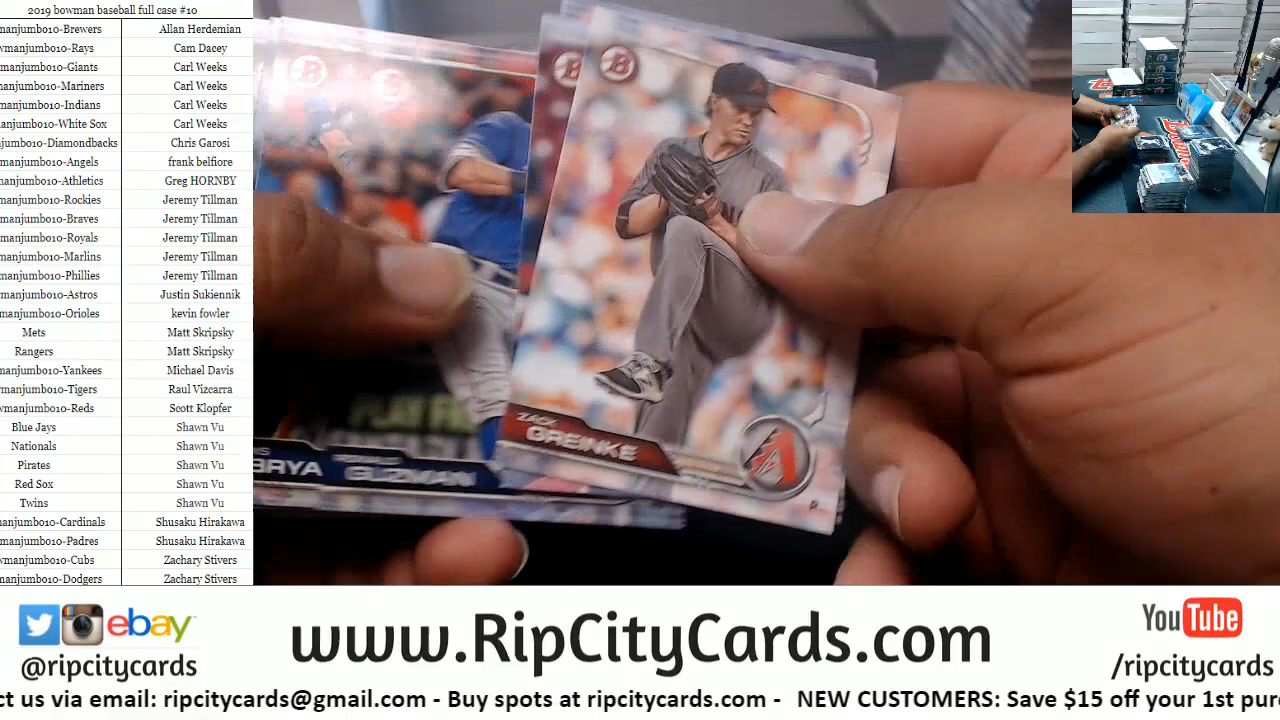 2019 bowman baseball full case #10
manjumbo10-Brewers Allan Herdemian
wmanjumbo10-Rays Cam Dacey
manjumbo10-Giants Carl Weeks
manjumbo10-Mariners Carl Weeks
manjumbo10-Indians Carl Weeks
manjumbo10-White Sox Carl Weeks
njumbo10-Diamondbacks Chris Garosi
manjumbo10-Angels frank belfiore
manjumbo10-Athletics Greg HORNBY
manjumbo10-Rockies Jeremy Tillman
manjumbo10-Braves Jeremy Tillman
manjumbo10-Royals Jeremy Tillman
manjumbo10-Marlins Jeremy Tillman
manjumbo10-Phillies Jeremy Tillman
manjumbo10-Astros Justin Sukiennik
manjumbo10-Orioles kevin fowler
Mets Matt Skripsky
Rangers Matt Skripsky
manjumbo10-Yankees Michael Davis
wmanjumbo10-Tigers Raul Vizcarra
wmanjumbo10-Reds Scott Klopfer
Blue Jays Shawn Vu
Nationals Shawn Vu
Pirates Shawn Vu
Red Sox Shawn Vu
Twins Shawn Vu
manjumbo10-Cardinals Shusaku Hirakawa
manjumbo10-Padres Shusaku Hirakawa
wmanjumbo10-Cubs Zachary Stivers
manjumbo10-Dodgers Zachary Stivers
B
B
B
ZACK
GREINKE
P
GUZMAN
ebay
@ripcitycards
www.RipCityCards.com
YouTube
/ripcitycards
ct us via email: ripcitycards@gmail.com - Buy spots at ripcitycards.com - NEW CUSTOMERS: Save $15 off your 1st pur